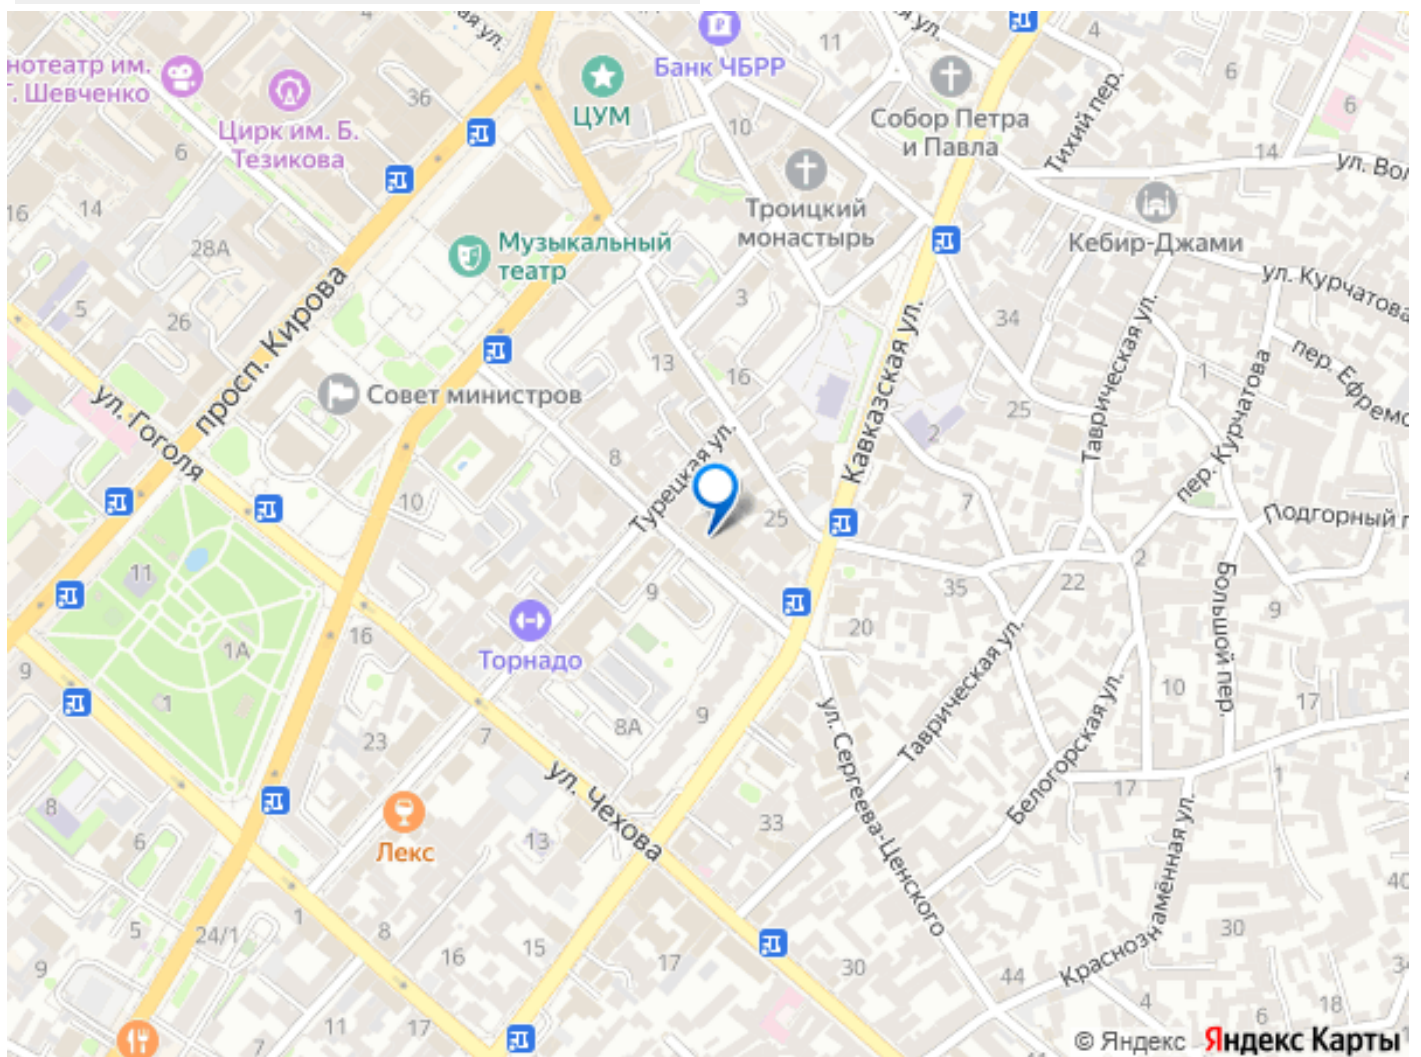 ая ул.
ул.
4
11
Банк ЧБРР
нотеатр им.
Г. Шевченко
36
ЦУМ
6
6
Цирк им. Б.
Тезикова
10
Собор Петра
и Павла
Тихий пер.
14
ул. Вол
6
16
14
Троицкий
монастырь
Кебир-Джами
28А
Музыкальный
театр
ул. Курчатова
5
26
просп. Кирова
3
34
Кавказская ул.
Таврическая ул.
13
16
1
пер. Ефремо
ул. Гоголя
Совет министров
25
2
пер. Курчатова
8
Турецкая ул.
10
25
7
Подгорный п
11
9
35
22
2
Большой пер.
9
16
20
1А
Торнадо
Таврическая ул.
9
1
10
17
9
8А
ул. Сергеева-Ценского
Белогорская ул.
23
7
ул. Чехова
1
17
8
33
Лекс
6
13
Краснознамённая ул.
40
5
24/1
1
8
15
30
9
16
17
30
44
34
4
6
18
11
17
© Яндекс Яндекс Карты